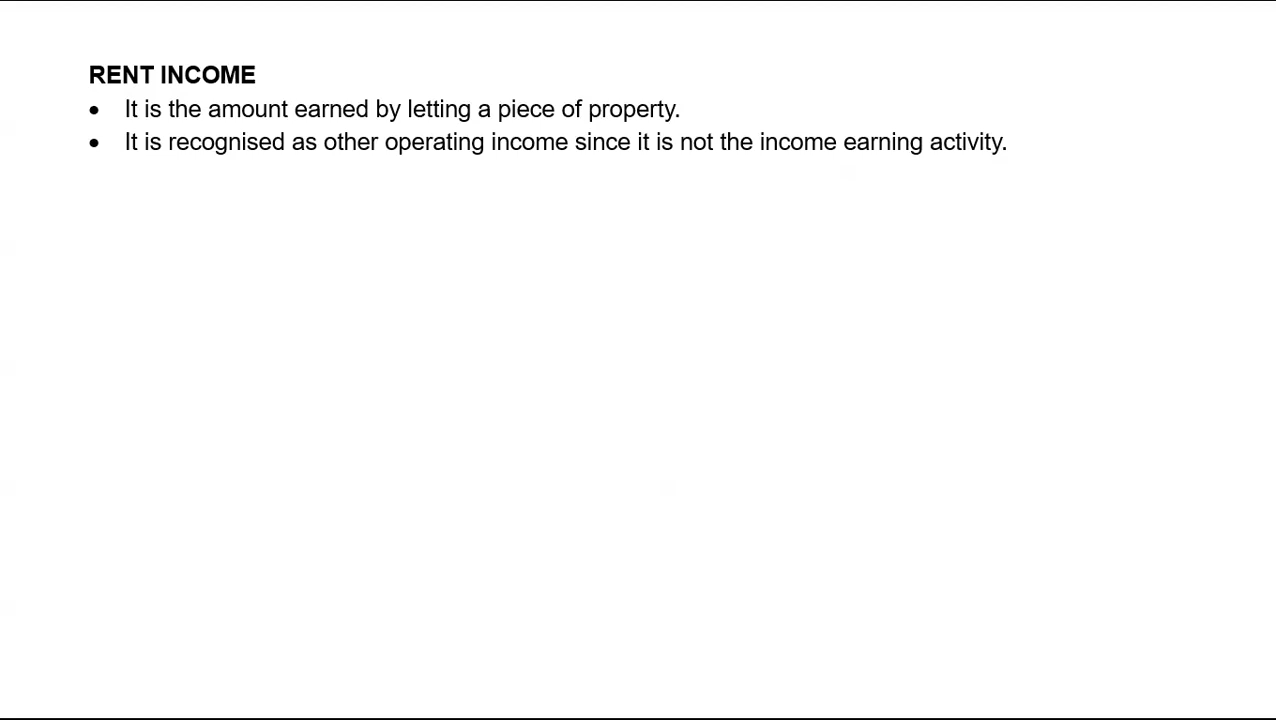 RENT INCOME
• It is the amount earned by letting a piece of property.
• It is recognised as other operating income since it is not the income earning activity.